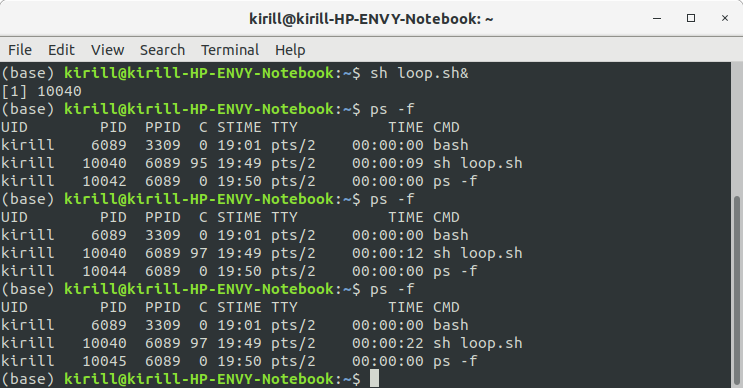 kirill@kirill-HP-ENVY-Notebook: ~
File Edit View Search Terminal Help
(base) kirill@kirill-HP-ENVY-Notebook:~$ sh loop.sh&
[1] 10040
(base) kirill@kirill-HP-ENVY-Notebook:~$ ps -f
UID        PID  PPID  C STIME TTY          TIME CMD
kirill    6089  3309  0 19:01 pts/2    00:00:00 bash
kirill   10040  6089 95 19:49 pts/2    00:00:09 sh loop.sh
kirill   10042  6089  0 19:50 pts/2    00:00:00 ps -f
(base) kirill@kirill-HP-ENVY-Notebook:~$ ps -f
UID        PID  PPID  C STIME TTY          TIME CMD
kirill    6089  3309  0 19:01 pts/2    00:00:00 bash
kirill   10040  6089 97 19:49 pts/2    00:00:12 sh loop.sh
kirill   10044  6089  0 19:50 pts/2    00:00:00 ps -f
(base) kirill@kirill-HP-ENVY-Notebook:~$ ps -f
UID        PID  PPID  C STIME TTY          TIME CMD
kirill    6089  3309  0 19:01 pts/2    00:00:00 bash
kirill   10040  6089 97 19:49 pts/2    00:00:22 sh loop.sh
kirill   10045  6089  0 19:50 pts/2    00:00:00 ps -f
(base) kirill@kirill-HP-ENVY-Notebook:~$